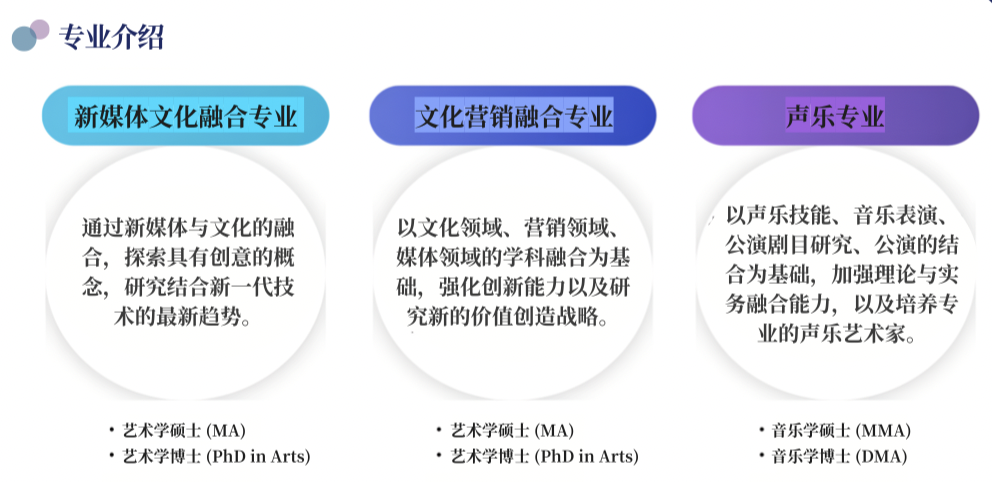 专业介绍
新媒体文化融合专业
通过新媒体与文化的融
合，探索具有创意的概
念，研究结合新一代技
术的最新趋势。
• 艺术学硕士 (MA)
• 艺术学博士 (PhD in Arts)
文化营销融合专业
以文化领域、营销领域、
媒体领域的学科融合为基
础，强化创新能力以及研
究新的价值创造战略。
• 艺术学硕士 (MA)
• 艺术学博士 (PhD in Arts)
声乐专业
以声乐技能、音乐表演、
公演剧目研究、公演的结
合为基础，加强理论与实
务融合能力，以及培养专
业的声乐艺术家。
• 音乐学硕士 (MMA)
• 音乐学博士 (DMA)